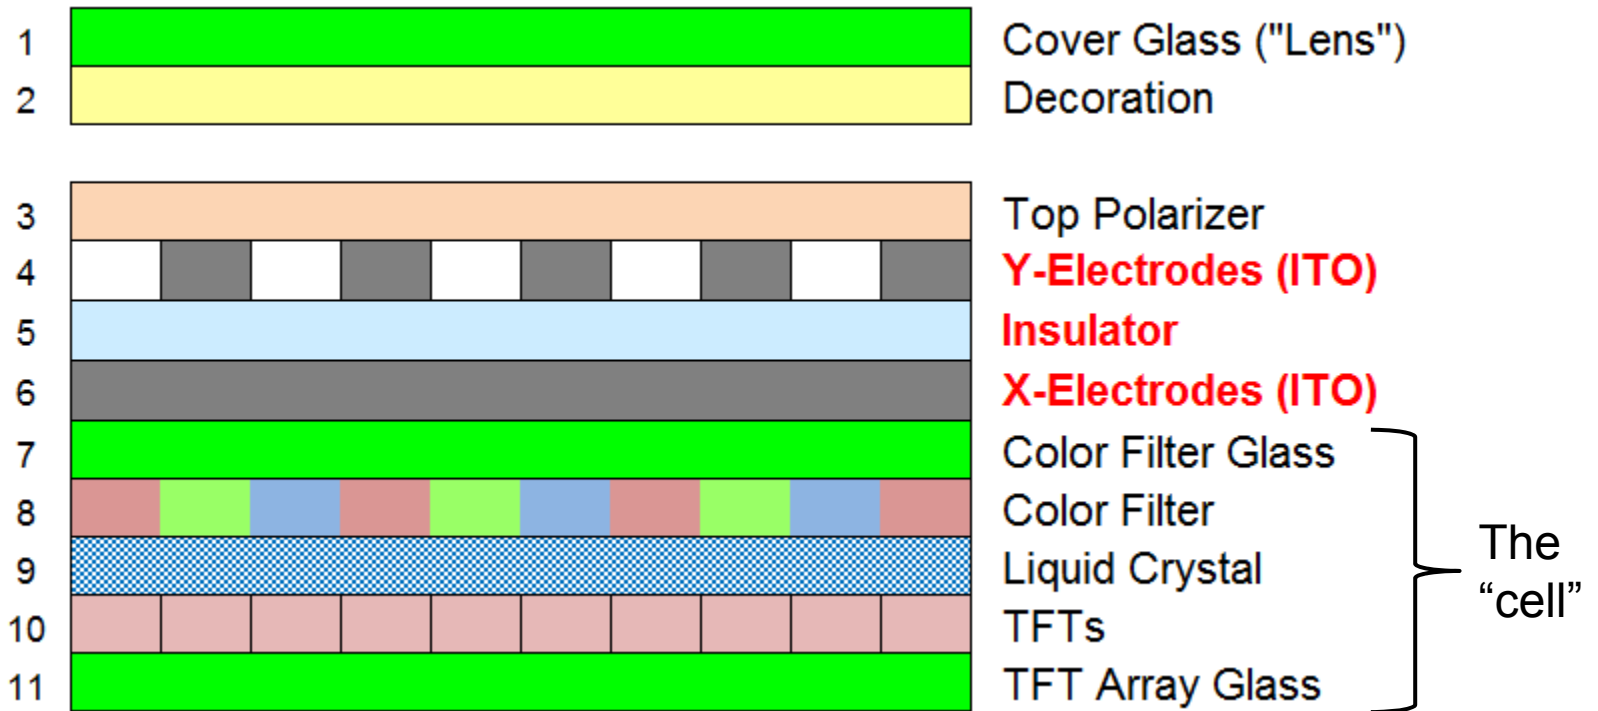 1 Cover Glass ("Lens")
2 Decoration
3 Top Polarizer
4 Y-Electrodes (ITO)
5 Insulator
6 X-Electrodes (ITO)
7 Color Filter Glass
8 Color Filter
9 Liquid Crystal
10 TFTs
11 TFT Array Glass
The
“cell”